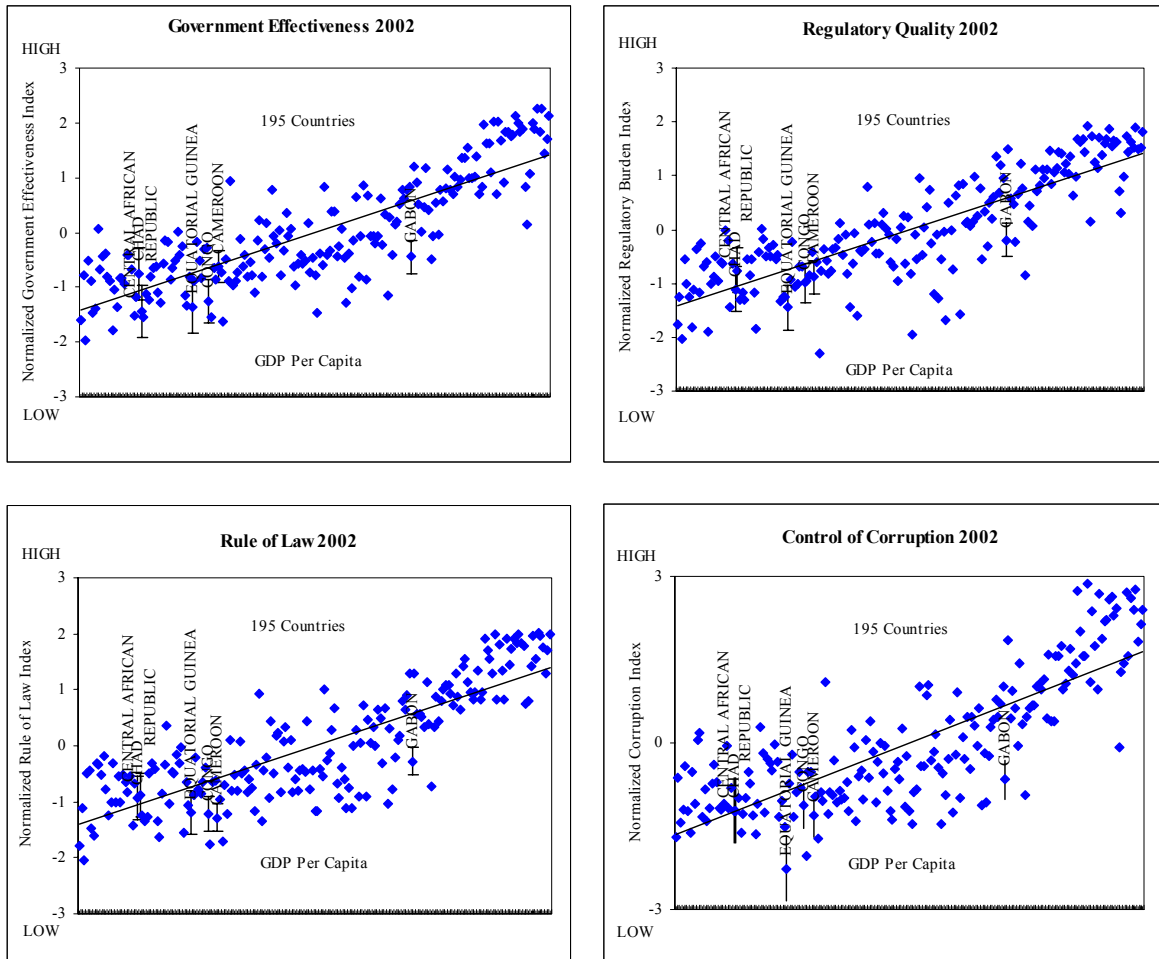 Government Effectiveness 2002
HIGH
Normalized Government Effectiveness Index
3
2
1
0
-1
-2
-3
195 Countries
CENTRAL AFRICAN
REPUBLIC
CHAD
EQUATORIAL GUINEA
CONGO
CAMEROON
GABON
GDP Per Capita
LOW
Regulatory Quality 2002
HIGH
Normalized Regulatory Burden Index
3
2
1
0
-1
-2
-3
195 Countries
CENTRAL AFRICAN
REPUBLIC
CHAD
EQUATORIAL GUINEA
CONGO
CAMEROON
GABON
GDP Per Capita
LOW
Rule of Law 2002
HIGH
Normalized Rule of Law Index
3
2
1
0
-1
-2
-3
195 Countries
CENTRAL AFRICAN
REPUBLIC
CHAD
EQUATORIAL GUINEA
CONGO
CAMEROON
GABON
GDP Per Capita
LOW
Control of Corruption 2002
HIGH
Normalized Corruption Index
3
0
-3
195 Countries
CENTRAL AFRICAN
REPUBLIC
CHAD
EQUATORIAL GUINEA
CONGO
CAMEROON
GABON
GDP Per Capita
LOW